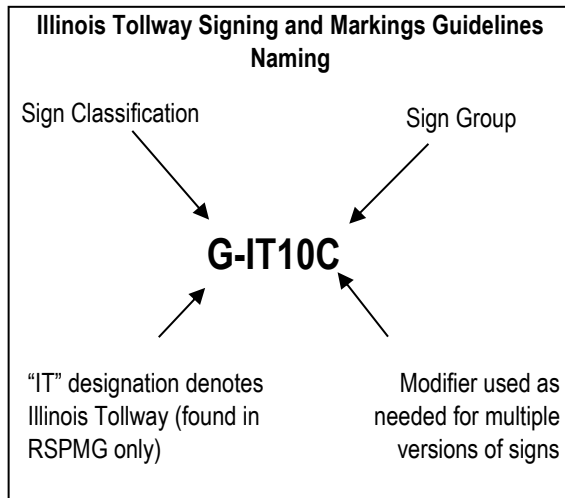 Illinois Tollway Signing and Markings Guidelines
Naming
Sign Classification
Sign Group
G-IT10C
“IT” designation denotes
Illinois Tollway (found in
RSPMG only)
Modifier used as
needed for multiple
versions of signs